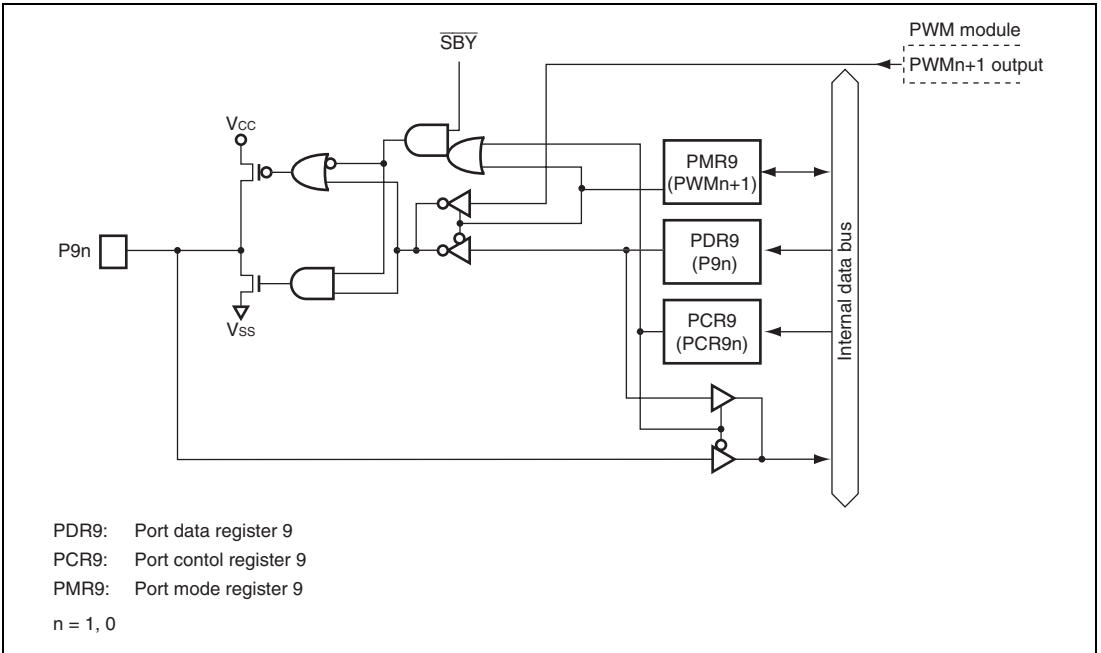 PWM module
SBY
PWMn+1 output
VCC
PMR9
(PWMn+1)
PDR9
(P9n)
P9n
PCR9
(PCR9n)
VSS
Internal data bus
PDR9: Port data register 9
PCR9: Port contol register 9
PMR9: Port mode register 9
n = 1, 0